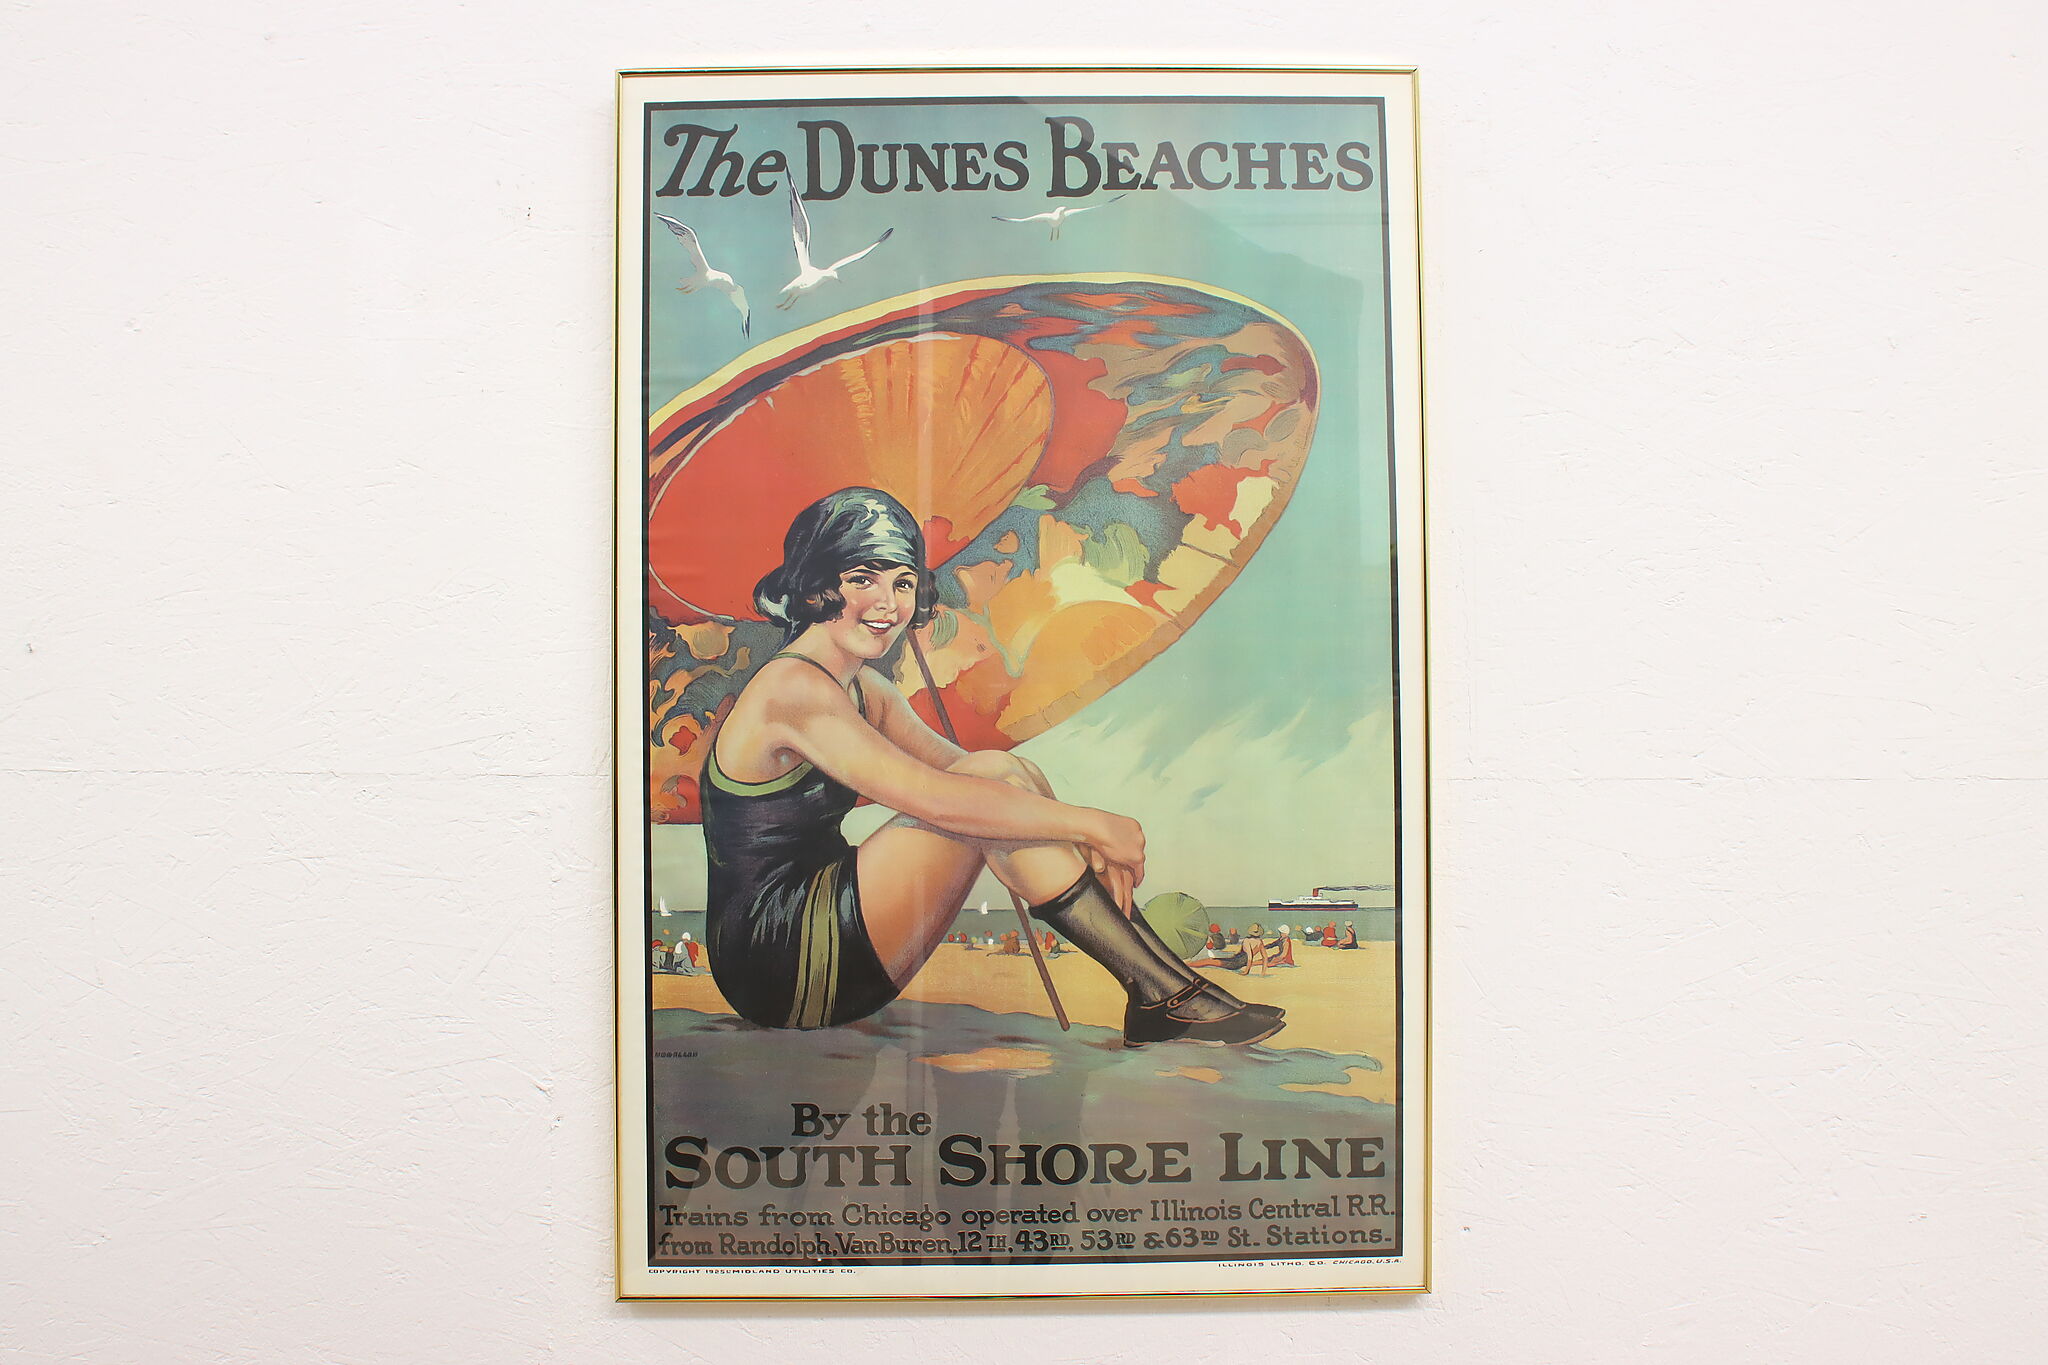 The DUNES BEACHES
By the
SOUTH SHORE LINE
Trains from Chicago operated over Illinois Central R.R.
from Randolph, Van Buren, 12TH, 43RD, 53RD & 63RD St. Stations.
COPYRIGHT 1925 MIDLAND UTILITIES CO.
ILLINOIS LITHO. CO. CHICAGO, U.S.A.